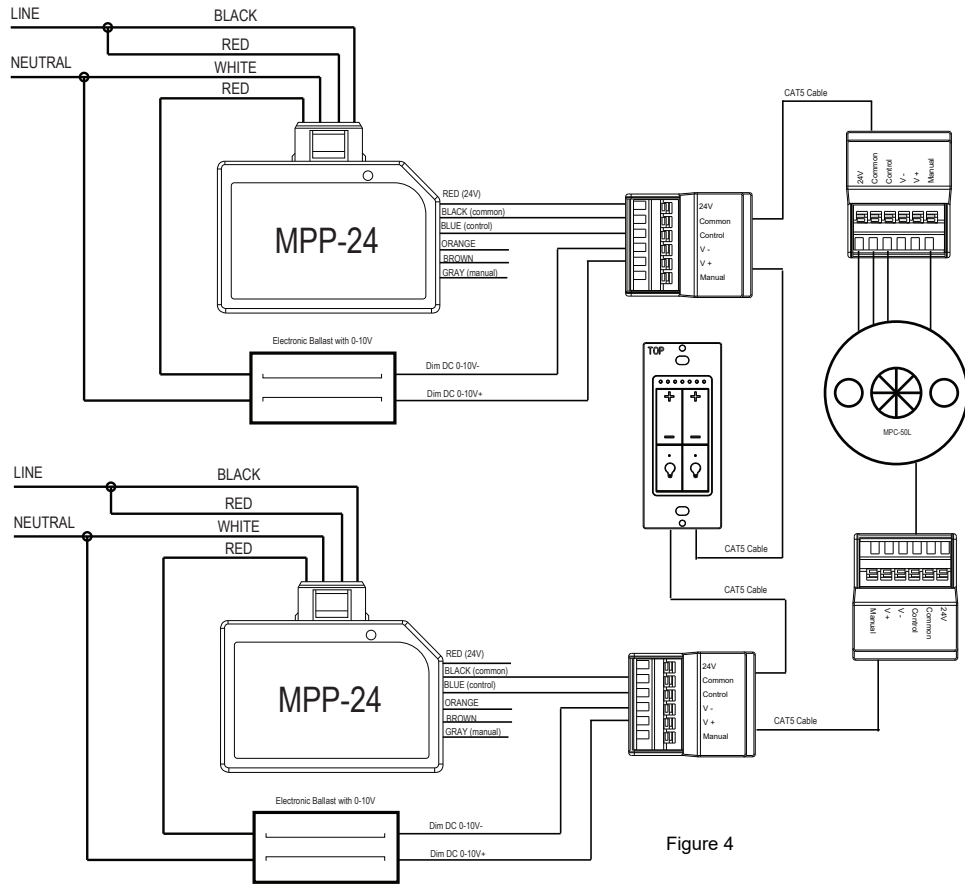 LINE
BLACK
RED
NEUTRAL
WHITE
RED
MPP-24
RED (24V)
BLACK (common)
BLUE (control)
ORANGE
BROWN
GRAY (manual)
24V
Common
Control
V -
V +
Manual
CAT5 Cable
24V
Common
Control
V -
V +
Manual
Electronic Ballast with 0-10V
Dim DC 0-10V-
Dim DC 0-10V+
TOP
MPC-50L
LINE
BLACK
RED
NEUTRAL
WHITE
RED
CAT5 Cable
CAT5 Cable
Manual
V +
V -
Control
Common
24V
MPP-24
RED (24V)
BLACK (common)
BLUE (control)
ORANGE
BROWN
GRAY (manual)
24V
Common
Control
V -
V +
Manual
CAT5 Cable
Electronic Ballast with 0-10V
Dim DC 0-10V-
Dim DC 0-10V+
Figure 4